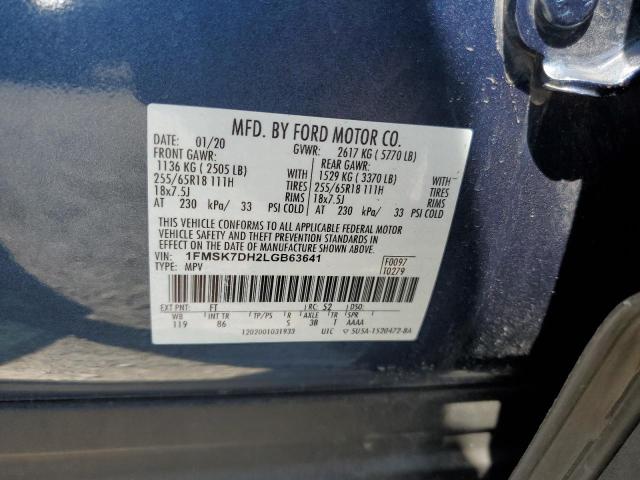 MFD. BY FORD MOTOR CO.
DATE: 01/20 GVWR: 2617 KG ( 5770 LB)
FRONT GAWR: REAR GAWR:
1136 KG ( 2505 LB) WITH 1529 KG ( 3370 LB) WITH
255/65R18 111H TIRES 255/65R18 111H TIRES
18x7.5J RIMS 18x7.5J RIMS
AT 230 kPa/ 33 PSI COLD AT 230 kPa/ 33 PSI COLD
THIS VEHICLE CONFORMS TO ALL APPLICABLE FEDERAL MOTOR
VEHICLE SAFETY AND THEFT PREVENTION STANDARDS IN
EFFECT ON THE DATE OF MANUFACTURE SHOWN ABOVE.
VIN: 1FMSK7DH2LGB63641 F0097
TYPE: MPV T0279
EXT PNT: FT RC: 52 DSO:
WB INT TR TP/PS R AXLE TR SPR
119 86 S 3B T AAAA
1202001031933 UTC 5U5A-1520472-BA